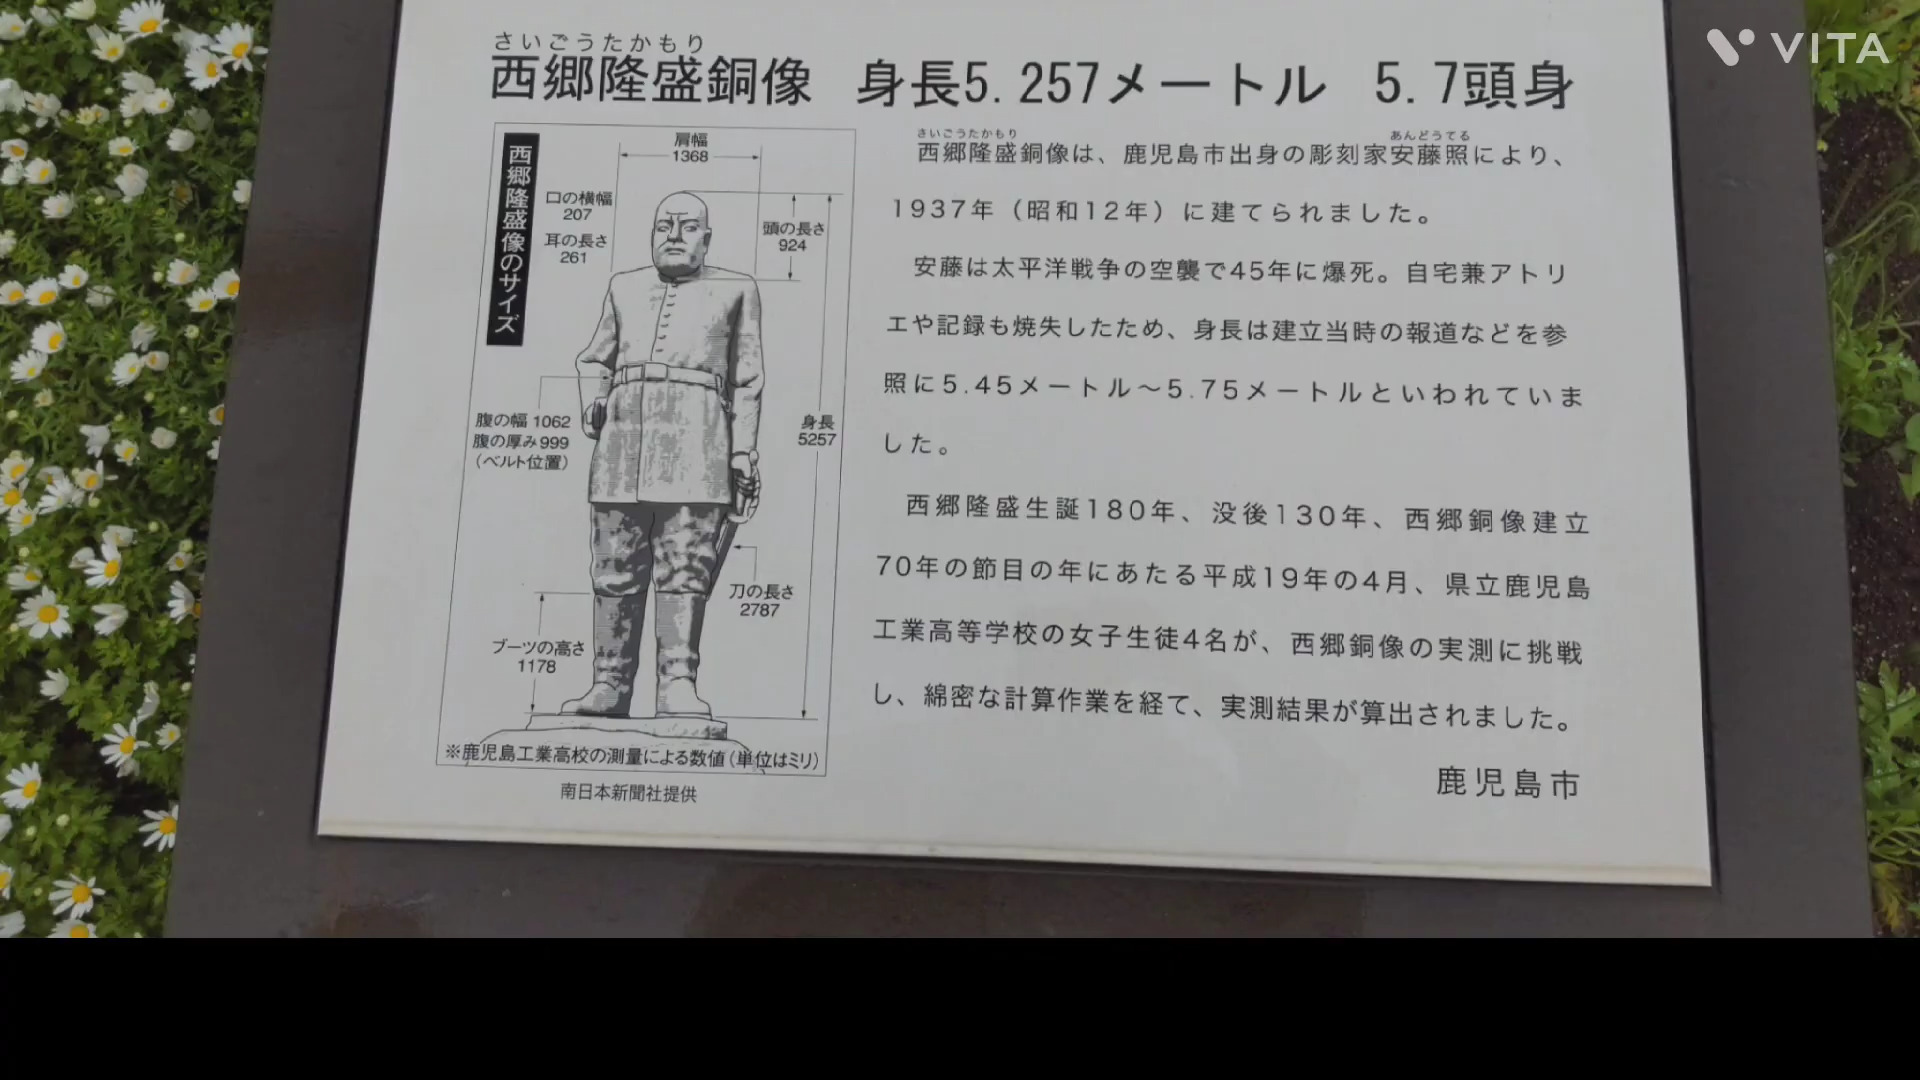 VITA
さいごうたかもり
西郷隆盛銅像 身長5.257メートル 5.7頭身
西郷隆盛像のサイズ
肩幅
1368
口の横幅
207
耳の長さ
261
頭の長さ
924
腹の幅 1062
腹の厚み 999
(ベルト位置)
身長
5257
刀の長さ
2787
ブーツの高さ
1178
※鹿児島工業高校の測量による数値(単位はミリ)
南日本新聞社提供
さいごうたかもり あんどうてる
西郷隆盛銅像は、鹿児島市出身の彫刻家安藤照により、
1937年(昭和12年)に建てられました。
安藤は太平洋戦争の空襲で45年に爆死。自宅兼アトリ
エや記録も焼失したため、身長は建立当時の報道などを参
照に5.45メートル~5.75メートルといわれていま
した。
西郷隆盛生誕180年、没後130年、西郷銅像建立
70年の節目の年にあたる平成19年の4月、県立鹿児島
工業高等学校の女子生徒4名が、西郷銅像の実測に挑戦
し、綿密な計算作業を経て、実測結果が算出されました。
鹿児島市